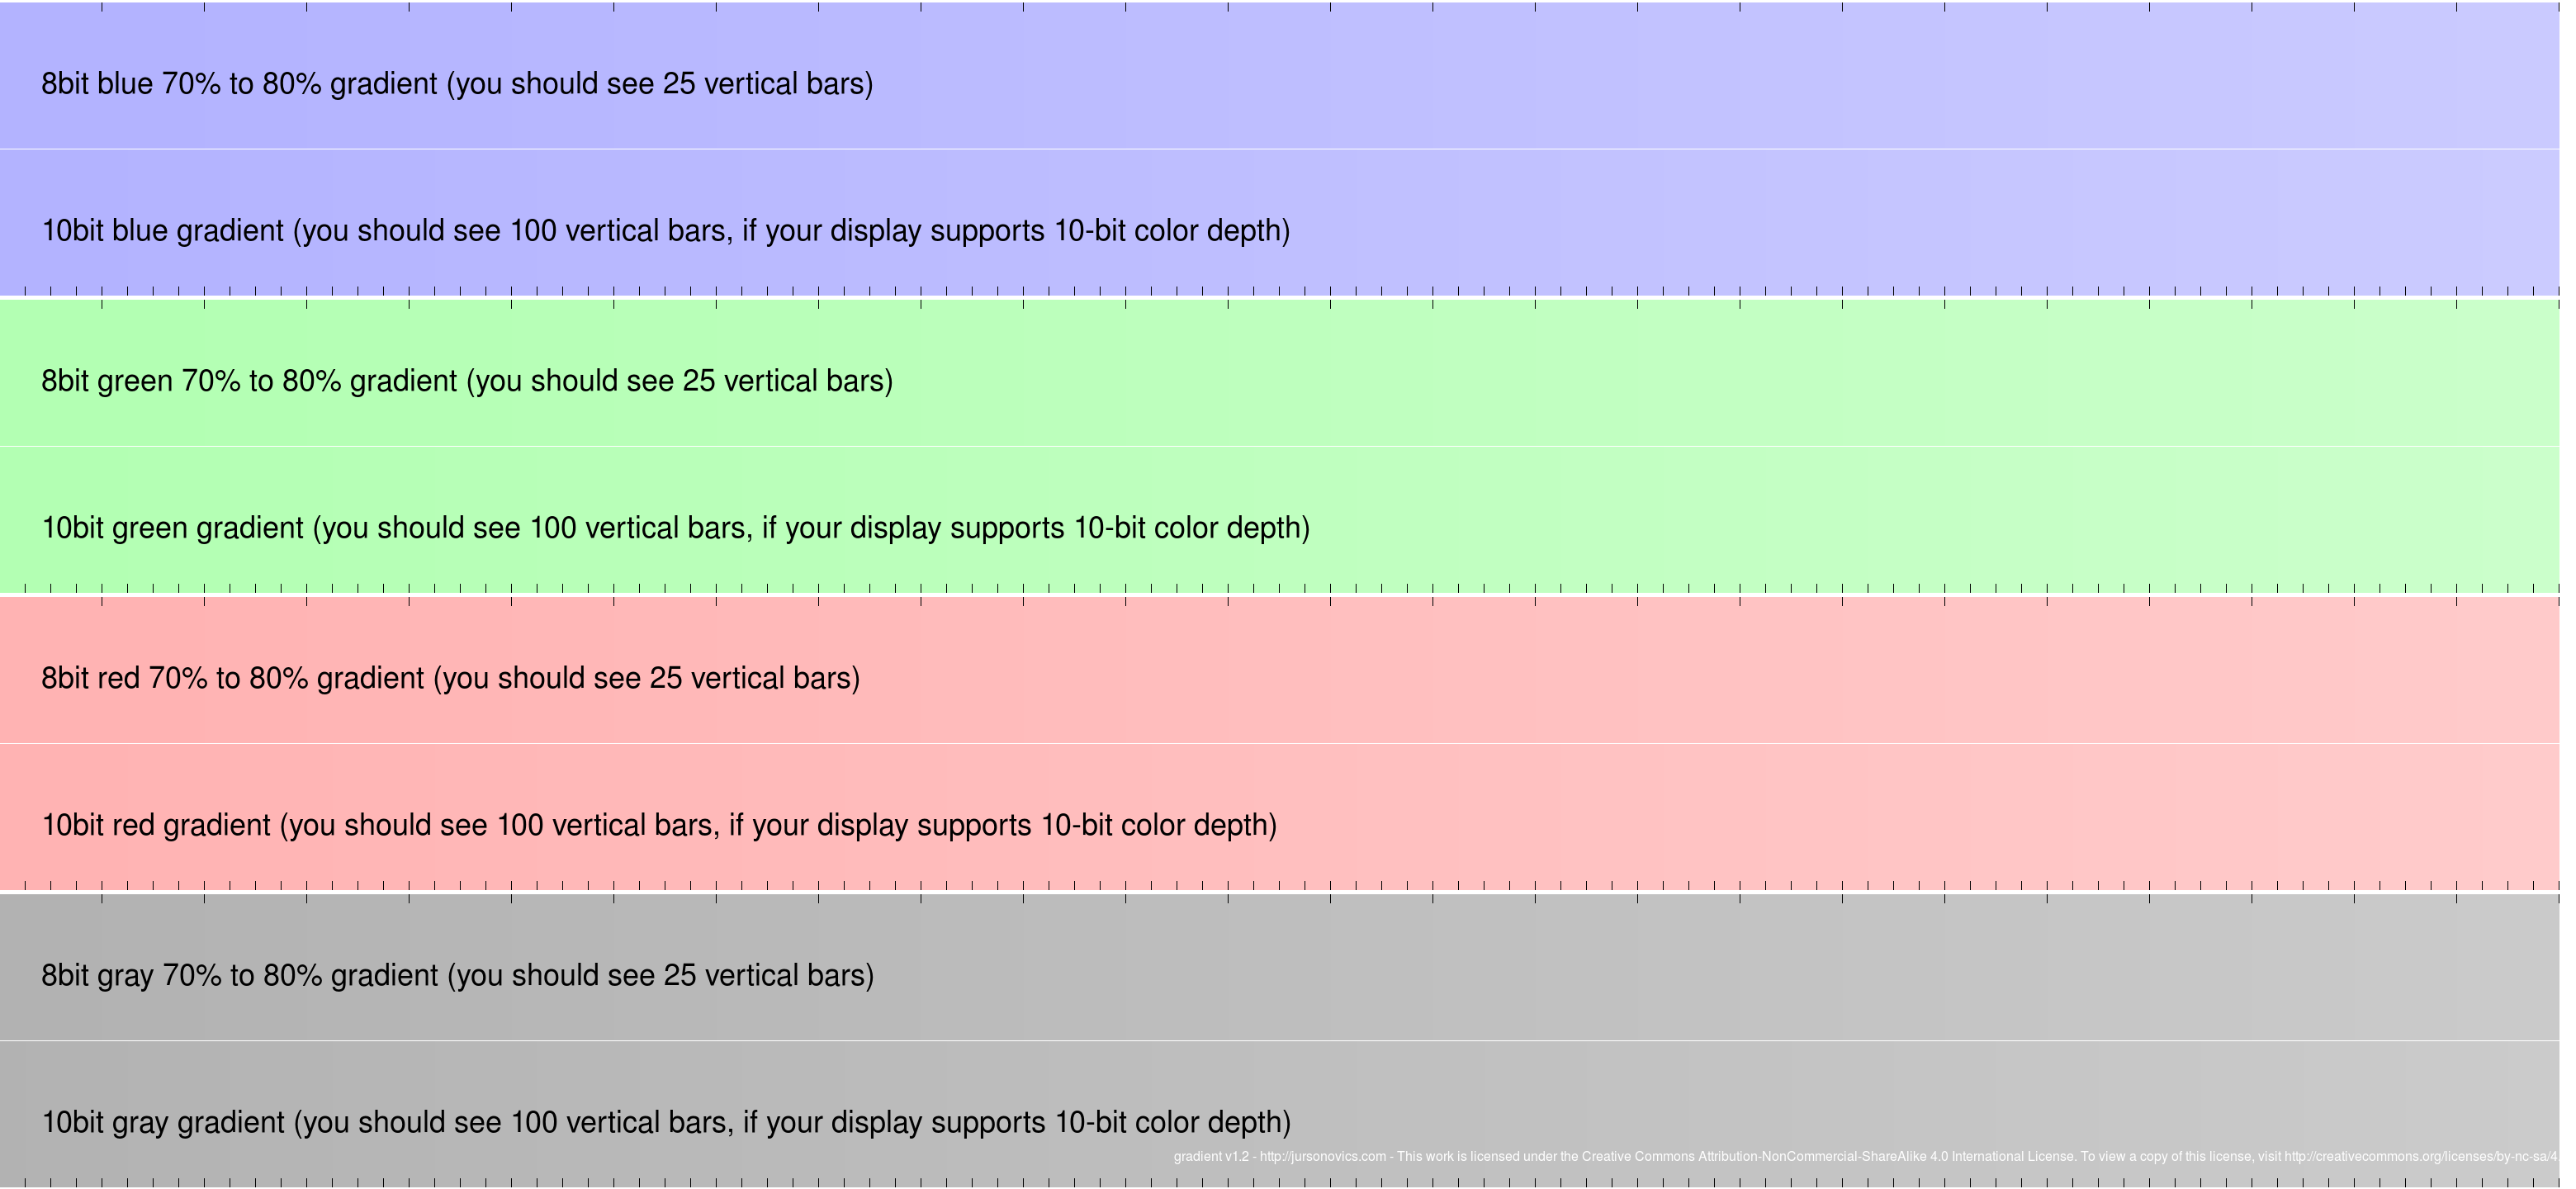 8bit blue 70% to 80% gradient (you should see 25 vertical bars)
10bit blue gradient (you should see 100 vertical bars, if your display supports 10-bit color depth)
8bit green 70% to 80% gradient (you should see 25 vertical bars)
10bit green gradient (you should see 100 vertical bars, if your display supports 10-bit color depth)
8bit red 70% to 80% gradient (you should see 25 vertical bars)
10bit red gradient (you should see 100 vertical bars, if your display supports 10-bit color depth)
8bit gray 70% to 80% gradient (you should see 25 vertical bars)
10bit gray gradient (you should see 100 vertical bars, if your display supports 10-bit color depth)
gradient v1.2 - http://jursonovics.com - This work is licensed under the Creative Commons Attribution-NonCommercial-ShareAlike 4.0 International License. To view a copy of this license, visit http://creativecommons.org/licenses/by-nc-sa/4